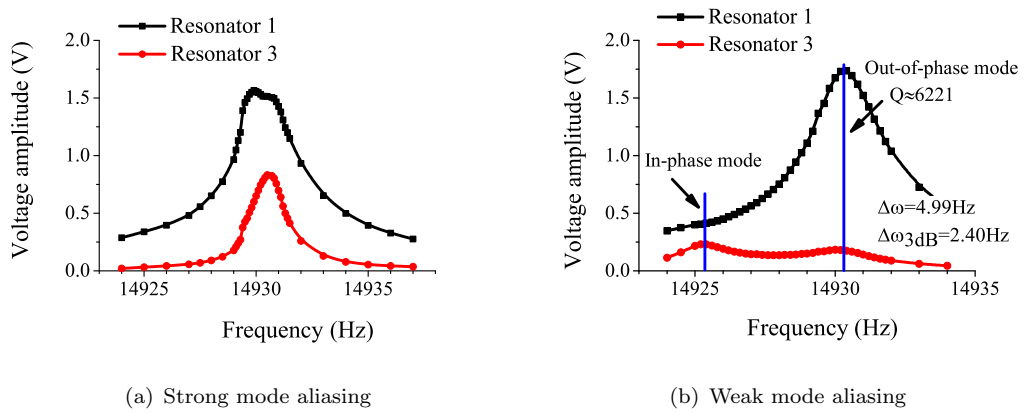 Resonator 1
Resonator 3
2.0
1.5
1.0
0.5
0.0
Voltage amplitude (V)
14925
14930
14935
Frequency (Hz)
(a) Strong mode aliasing
Resonator 1
Resonator 3
2.0
1.5
1.0
0.5
0.0
Voltage amplitude (V)
Out-of-phase mode
Q≈6221
In-phase mode
Δω=4.99Hz
Δω3dB=2.40Hz
14925
14930
14935
Frequency (Hz)
(b) Weak mode aliasing